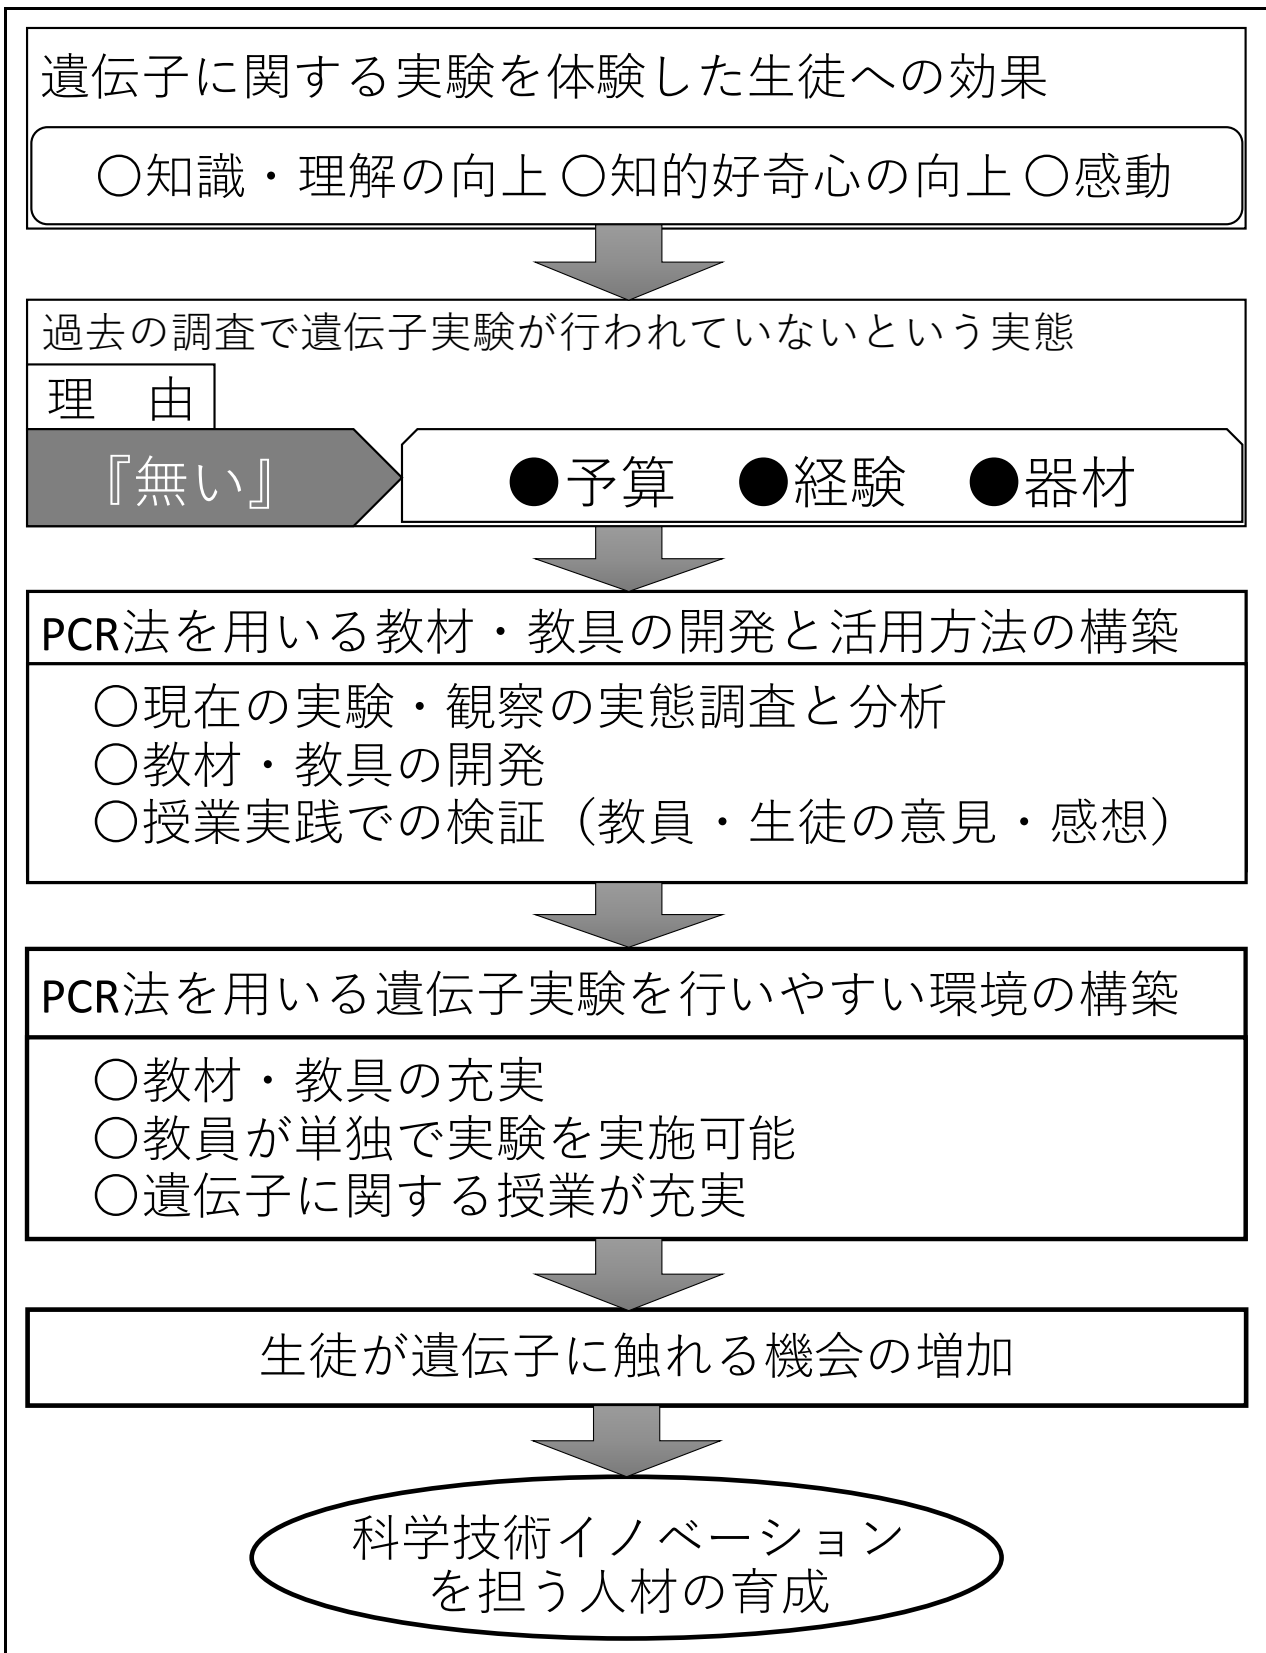 遺伝子に関する実験を体験した生徒への効果
○知識・理解の向上 ○知的好奇心の向上 ○感動
過去の調査で遺伝子実験が行われていないという実態
理　由
『無い』
●予算　●経験　●器材
PCR法を用いる教材・教具の開発と活用方法の構築
○現在の実験・観察の実態調査と分析
○教材・教具の開発
○授業実践での検証（教員・生徒の意見・感想）
PCR法を用いる遺伝子実験を行いやすい環境の構築
○教材・教具の充実
○教員が単独で実験を実施可能
○遺伝子に関する授業が充実
生徒が遺伝子に触れる機会の増加
科学技術イノベーション
を担う人材の育成